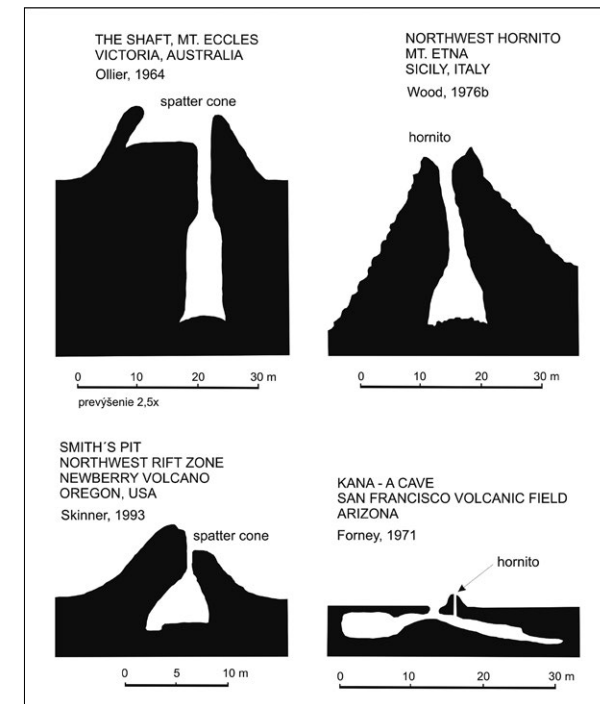 THE SHAFT, MT. ECCLES
VICTORIA, AUSTRALIA
Ollier, 1964
spatter cone
0 10 20 30 m
prevýšenie 2,5x
NORTHWEST HORNITO
MT. ETNA
SICILY, ITALY
Wood, 1976b
hornito
0 10 20 30 m
SMITH´S PIT
NORTHWEST RIFT ZONE
NEWBERRY VOLCANO
OREGON, USA
Skinner, 1993
spatter cone
0 5 10 m
KANA - A CAVE
SAN FRANCISCO VOLCANIC FIELD
ARIZONA
Forney, 1971
hornito
0 10 20 30 m